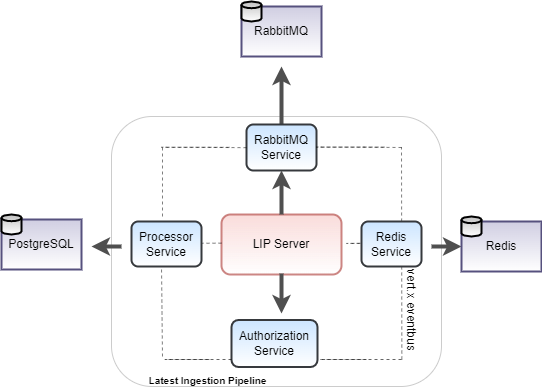 RabbitMQ
RabbitMQ
Service
PostgreSQL
Processor
Service
LIP Server
Redis
Service
Redis
vert.x eventbus
Authorization
Service
Latest Ingestion Pipeline